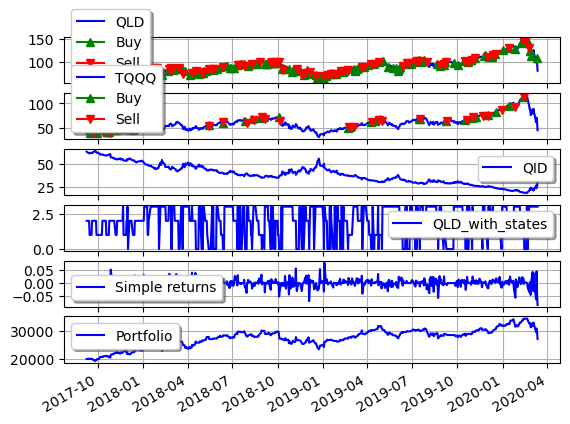 QLD
Buy
Sell
150
100
TQQQ
Buy
Sell
100
50
QID
50
25
QLD_with_states
2.5
0.0
Simple returns
0.05
0.00
−0.05
Portfolio
30000
20000
2017-10 2018-01 2018-04 2018-07 2018-10 2019-01 2019-04 2019-07 2019-10 2020-01 2020-04